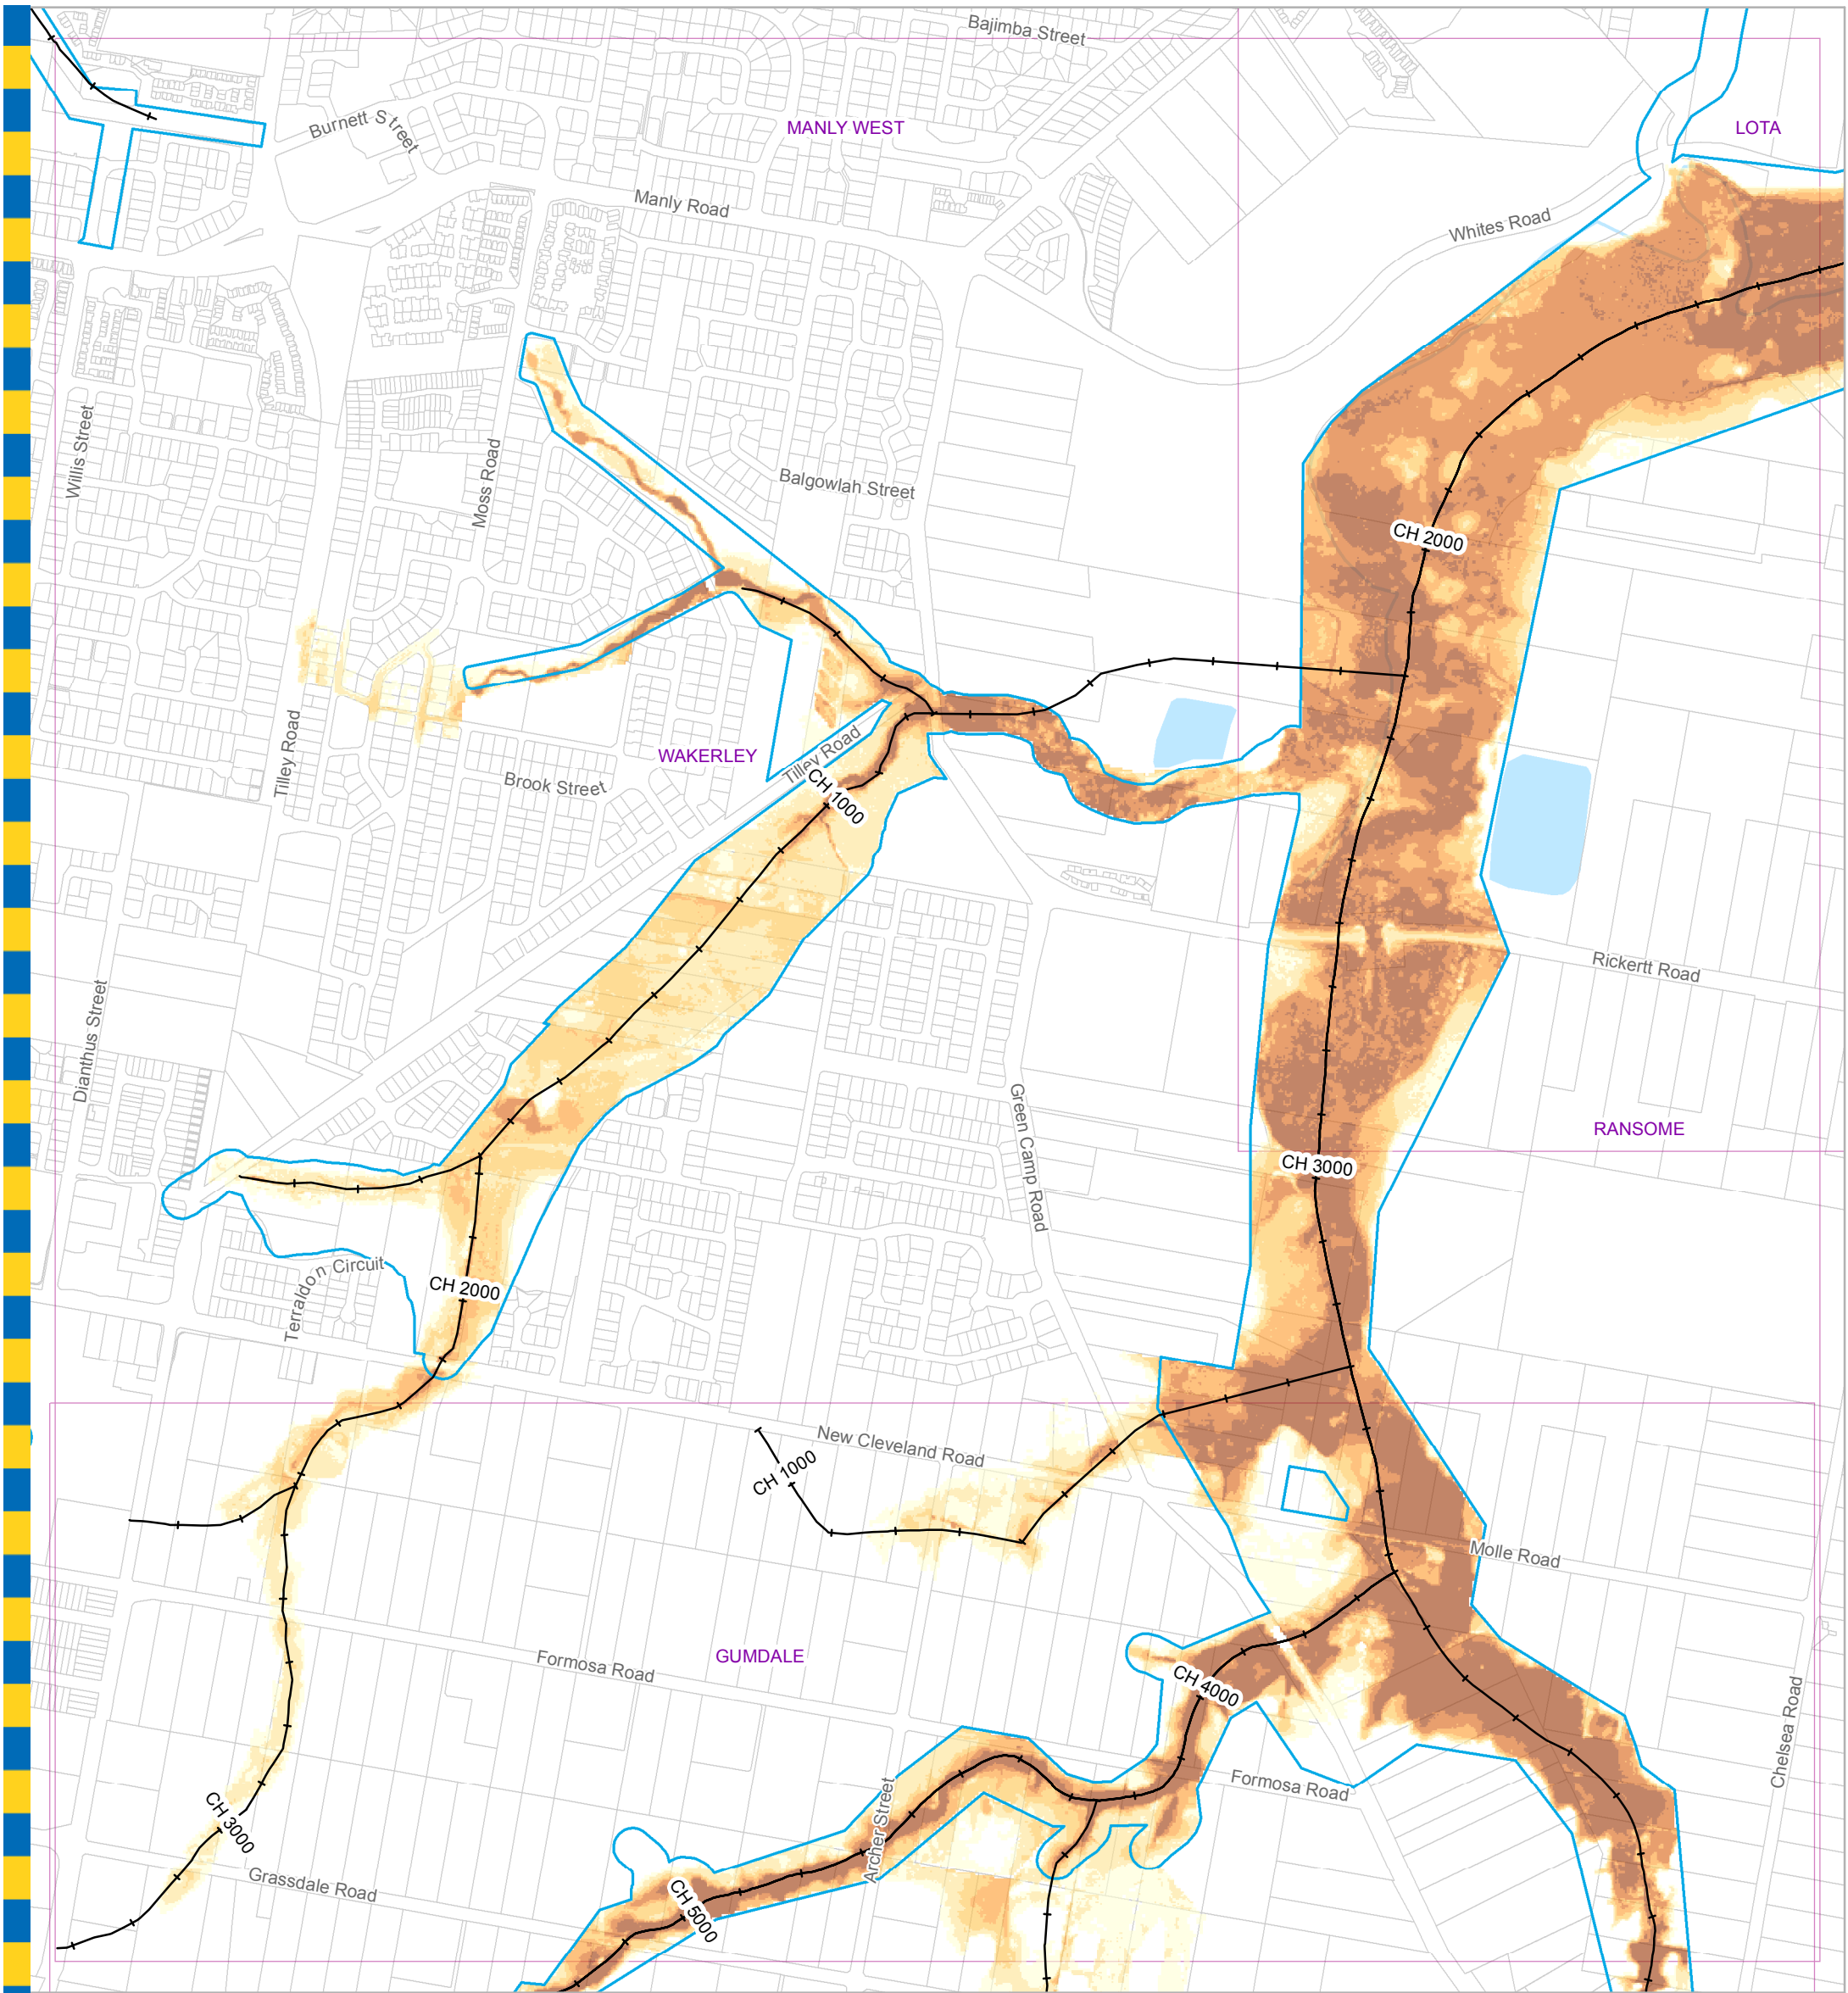 Bajimba Street
MANLY WEST
LOTA
Burnett Street
Manly Road
Whites Road
Willis Street
Moss Road
Balgowlah Street
CH 2000
Tilley Road
WAKERLEY
Tilley Road
Brook Street
CH 1000
Rickertt Road
Dianthus Street
Green Camp Road
RANSOME
CH 3000
Terraldon Circuit
CH 2000
New Cleveland Road
CH 1000
Molle Road
Formosa Road
GUMDALE
CH 4000
Chelsea Road
Formosa Road
Archer Street
CH 3000
Grassdale Road
CH 5000